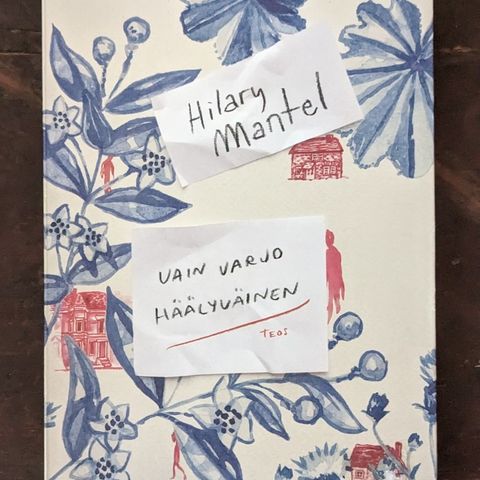 Hilary
Mantel
VAIN VARJO
HÄÄLYVÄINEN
TEOS